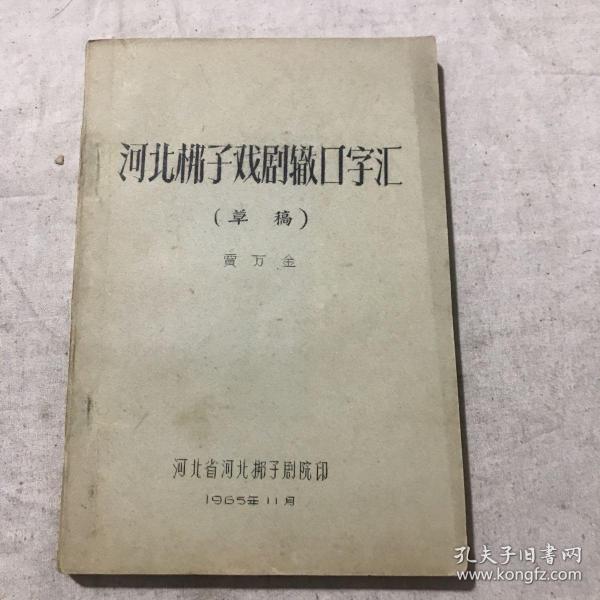 河北梆子戏剧辙口字汇
(草稿)
贾万金
河北省河北梆子剧院印
1965年11月
孔夫子旧书网
www.kongfz.com